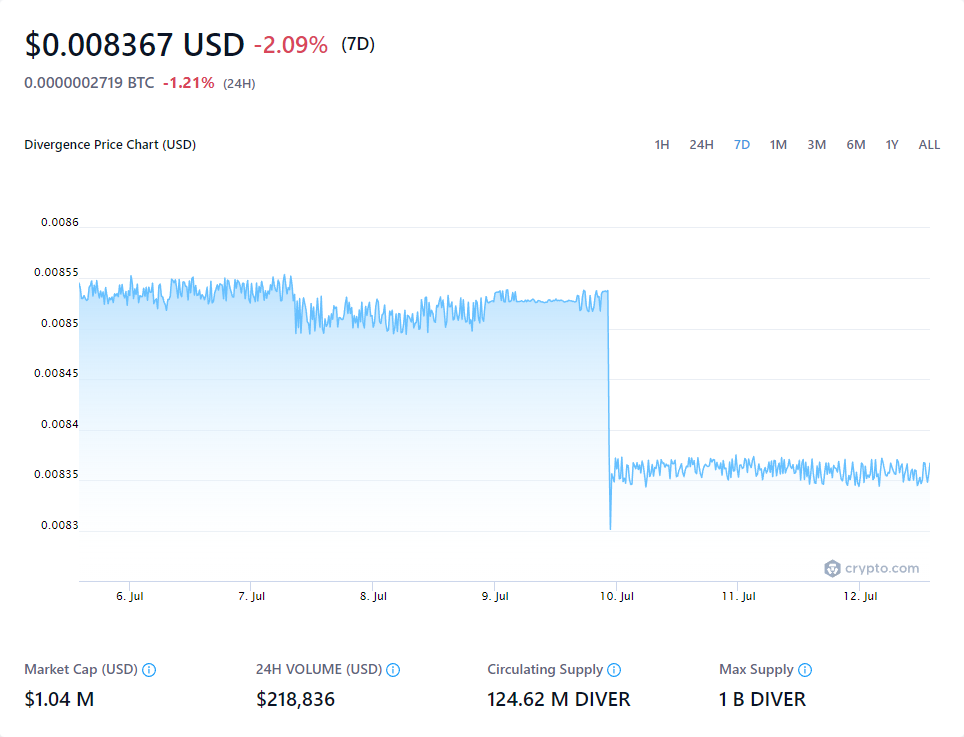 $0.008367 USD -2.09% (7D)
0.0000002719 BTC -1.21% (24H)
Divergence Price Chart (USD) 1H 24H 7D 1M 3M 6M 1Y ALL
0.0086
0.00855
0.0085
0.00845
0.0084
0.00835
0.0083
crypto.com
6. Jul 7. Jul 8. Jul 9. Jul 10. Jul 11. Jul 12. Jul
Market Cap (USD) 24H VOLUME (USD) Circulating Supply Max Supply
$1.04 M $218,836 124.62 M DIVER 1 B DIVER